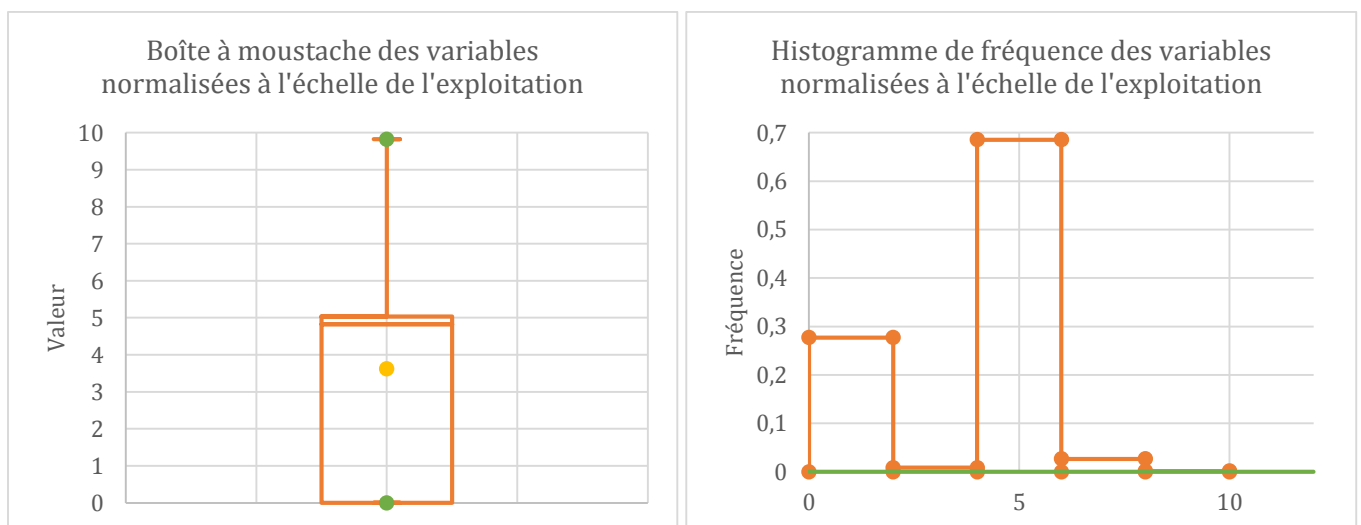 Boîte à moustache des variables
normalisées à l'échelle de l'exploitation
10
9
8
7
6
5
4
3
2
1
0
Valeur
Histogramme de fréquence des variables
normalisées à l'échelle de l'exploitation
0,7
0,6
0,5
0,4
0,3
0,2
0,1
0
Fréquence
0 5 10